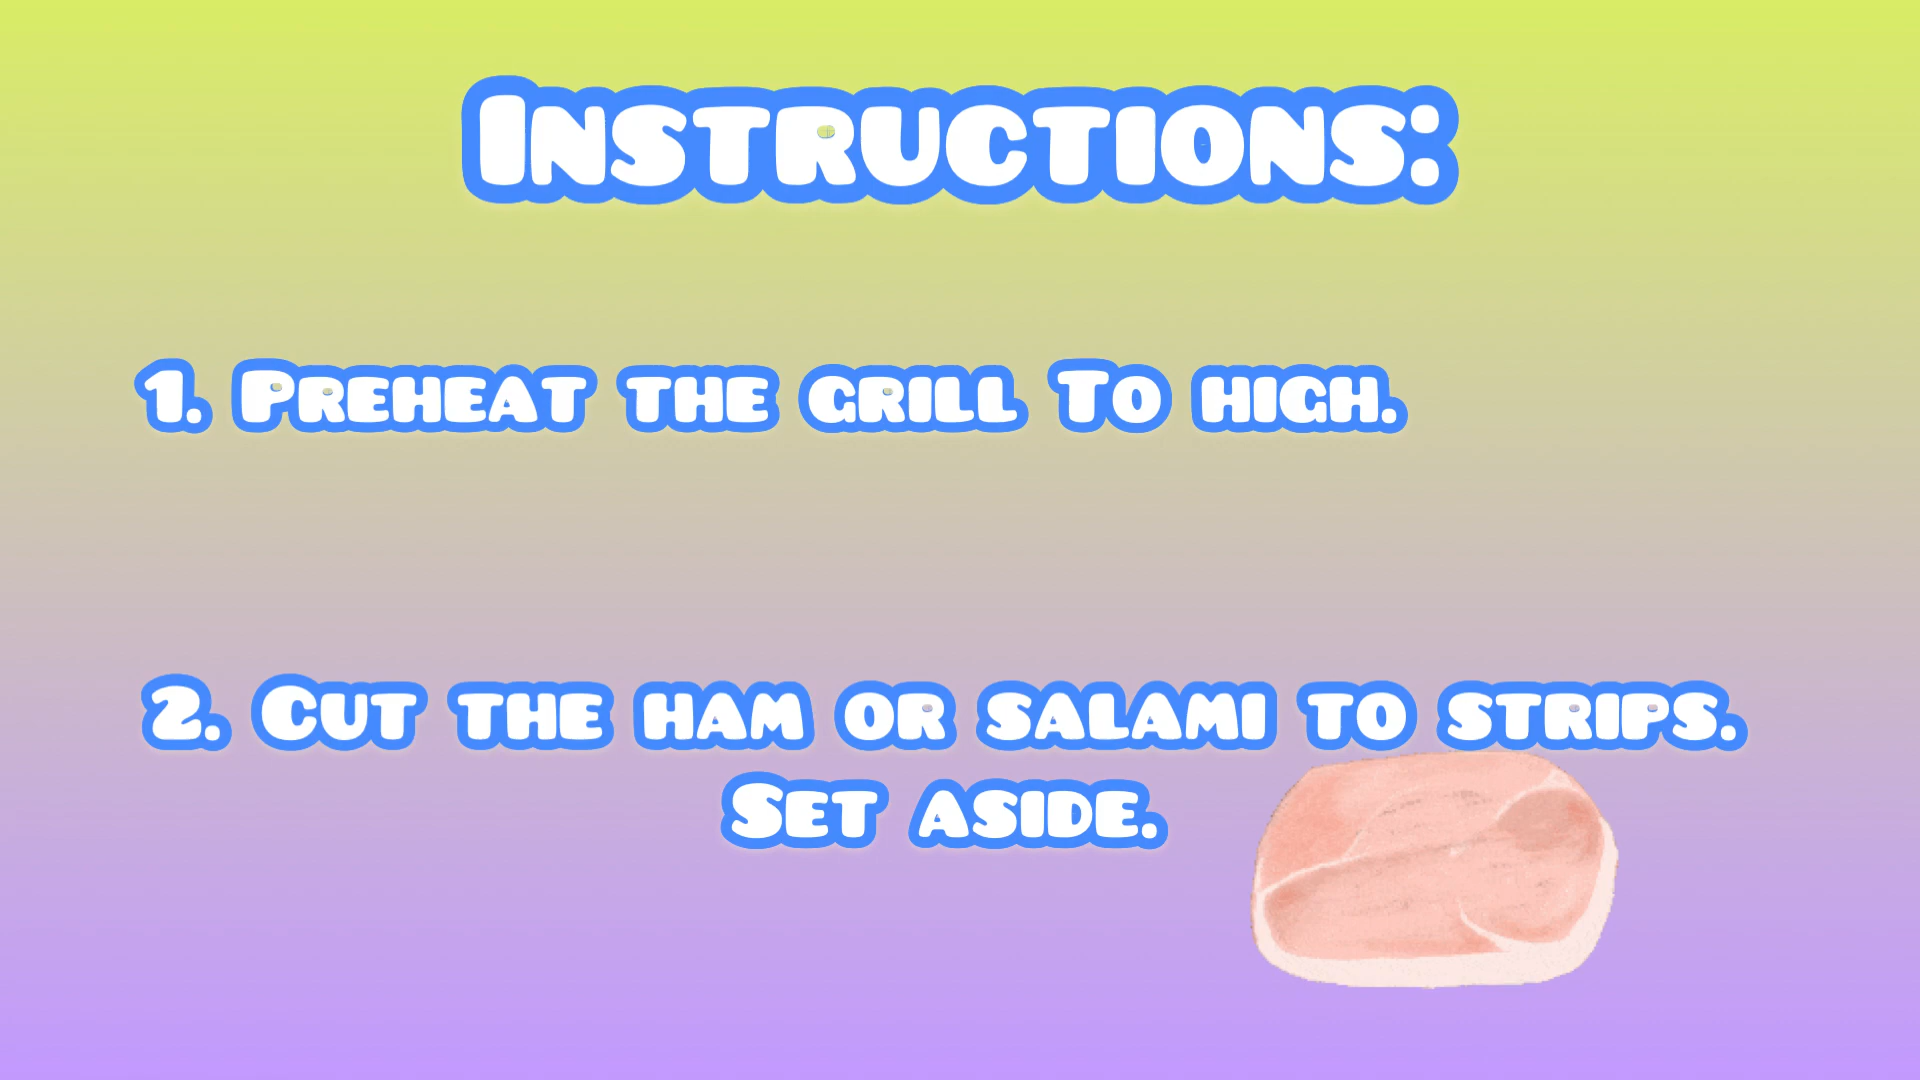 Instructions:
1. Preheat the grill To high.
2. Cut the ham or salami to strips.
Set aside.